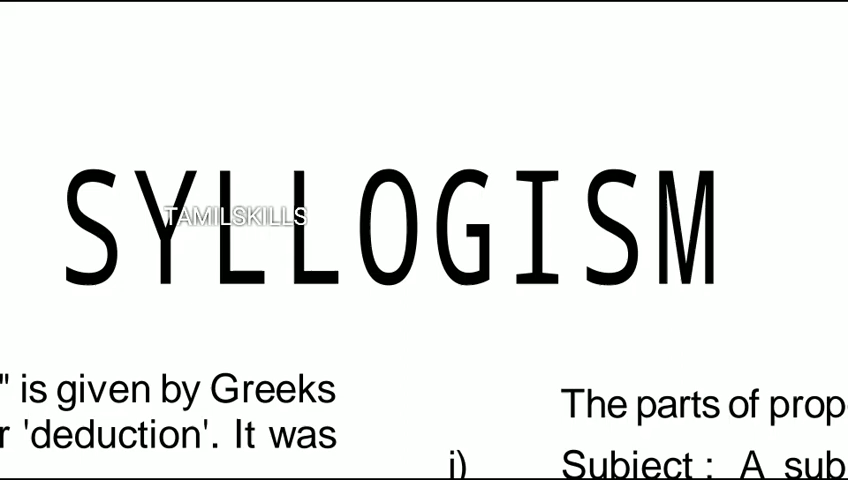 SYLLOGISM
TAMILSKILLS
" is given by Greeks
r 'deduction'. It was
The parts of prop
i) Subject : A sub